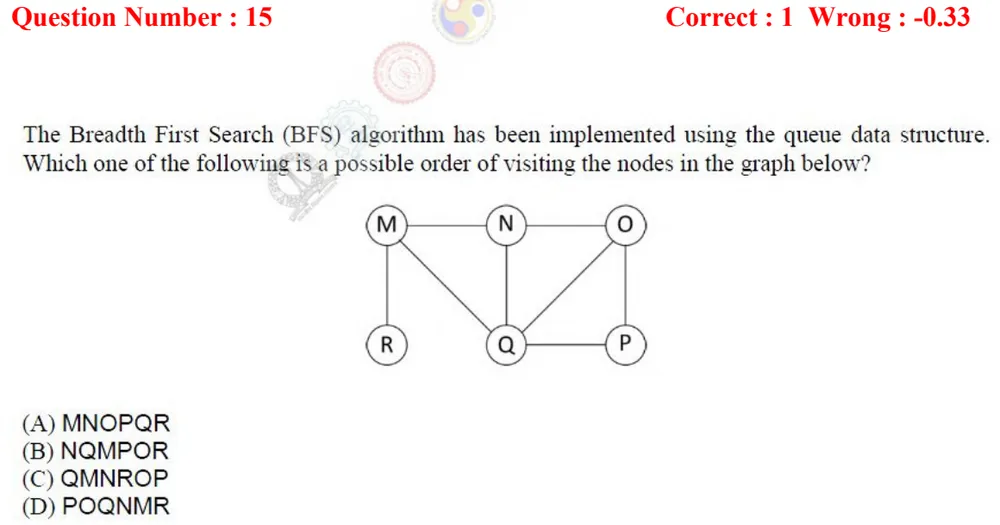 Question Number : 15 Correct : 1 Wrong : -0.33
The Breadth First Search (BFS) algorithm has been implemented using the queue data structure.
Which one of the following is a possible order of visiting the nodes in the graph below?
M N O
R Q P
(A) MNOPQR
(B) NQMPOR
(C) QMNROP
(D) POQNMR